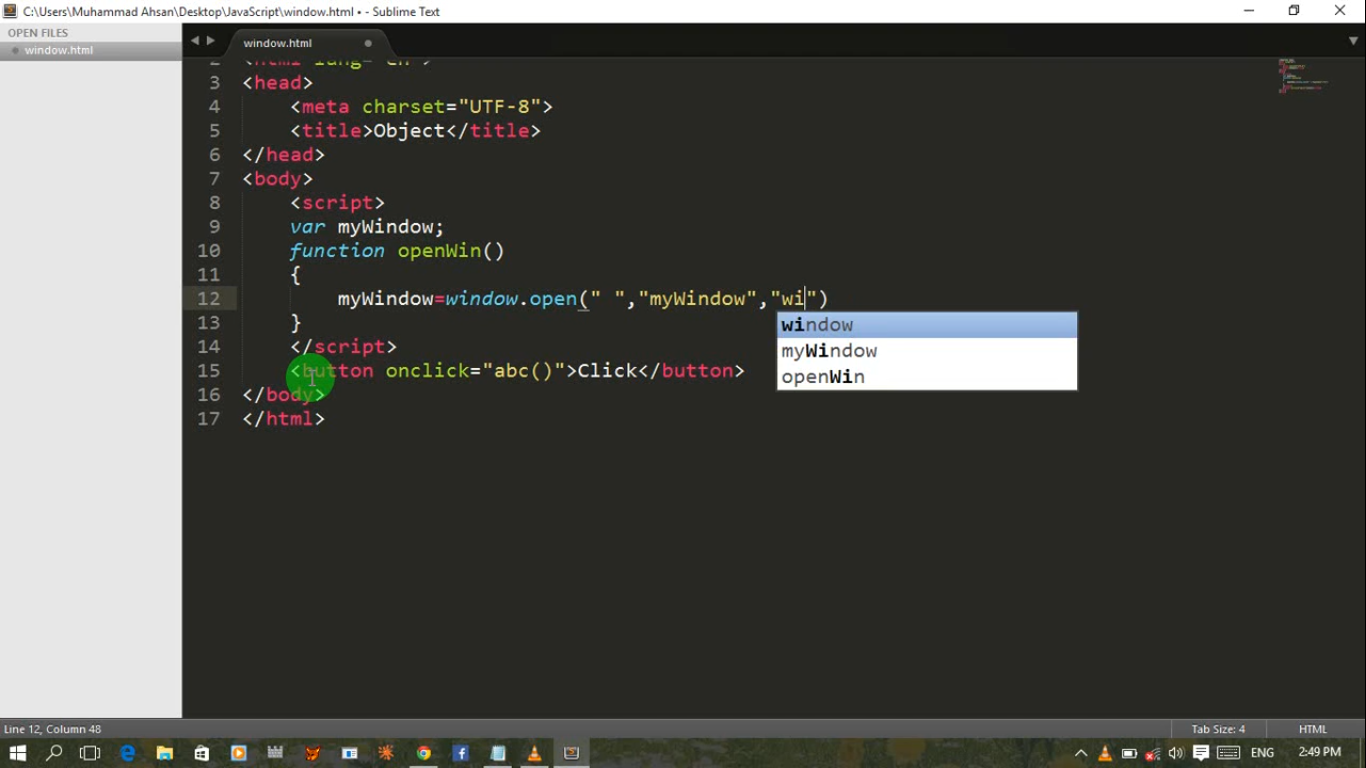 C:\Users\Muhammad Ahsan\Desktop\JavaScript\window.html • - Sublime Text
OPEN FILES
window.html
window.html
2 <html lang="en">
3 <head>
4 <meta charset="UTF-8">
5 <title>Object</title>
6 </head>
7 <body>
8 <script>
9 var myWindow;
10 function openWin()
11 {
12 myWindow=window.open(" ","myWindow","wi")
13 }
window
14 </script>
myWindow
15 <button onclick="abc()">Click</button>
openWin
16 </body>
17 </html>
Line 12, Column 48
Tab Size: 4
HTML
ENG
2:49 PM